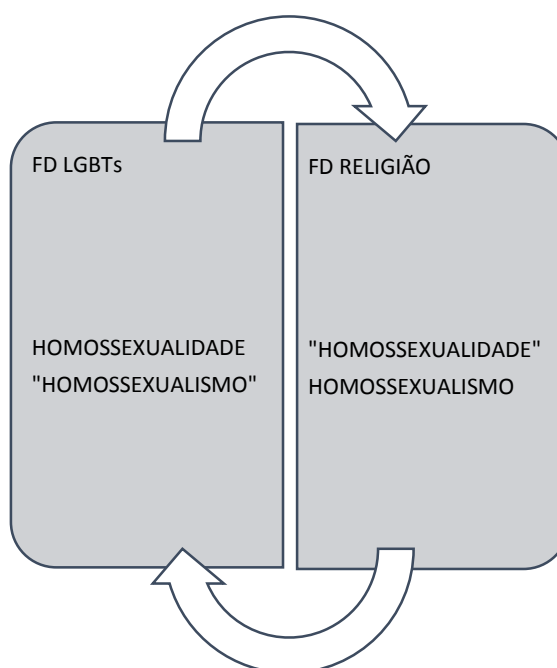 FD LGBTs
HOMOSSEXUALIDADE
"HOMOSSEXUALISMO"
FD RELIGIÃO
"HOMOSSEXUALIDADE"
HOMOSSEXUALISMO